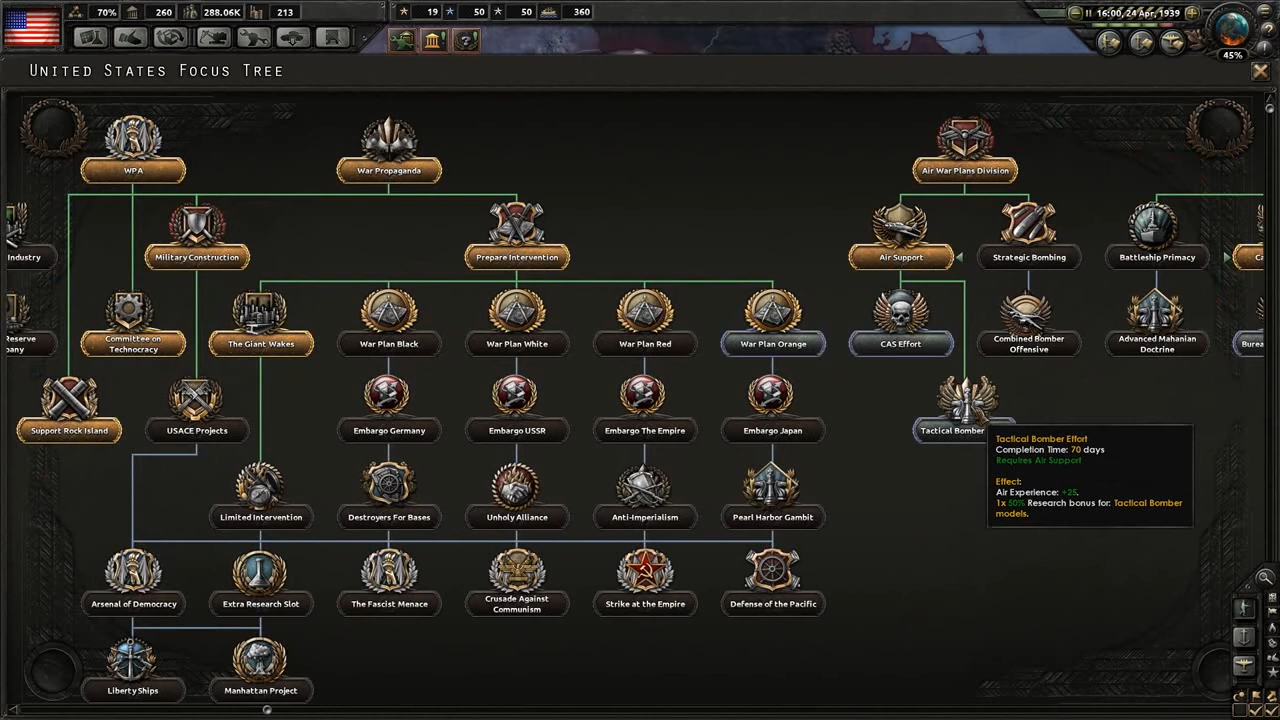 70% 260 288.06K 213 19 50 50 360 16:00, 24 Apr, 1939
45%
United States Focus Tree
WPA War Propaganda Air War Plans Division
Industry Military Construction Prepare Intervention Air Support Strategic Bombing Battleship Primacy Ca
Reserve
pany
Committee on
Technocracy
The Giant Wakes War Plan Black War Plan White War Plan Red War Plan Orange CAS Effort
Combined Bomber
Offensive
Advanced Mahanian
Doctrine
Burea
Support Rock Island USACE Projects Embargo Germany Embargo USSR Embargo The Empire Embargo Japan Tactical Bomber
Tactical Bomber Effort
Completion Time: 70 days
Requires Air Support
Effect:
Air Experience: +25.
1x 50% Research bonus for: Tactical Bomber
models.
Limited Intervention Destroyers For Bases Unholy Alliance Anti-Imperialism Pearl Harbor Gambit
Arsenal of Democracy Extra Research Slot The Fascist Menace
Crusade Against
Communism
Strike at the Empire Defense of the Pacific
Liberty Ships Manhattan Project